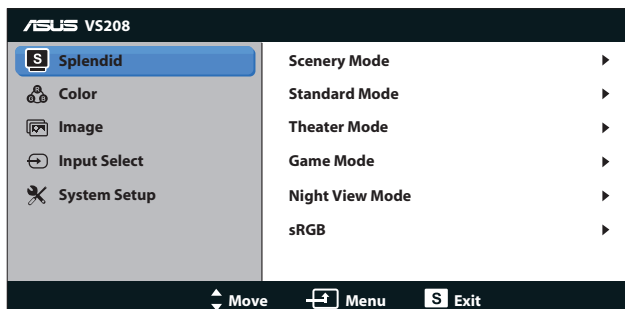 ASUS VS208
S Splendid
Color
Image
Input Select
System Setup
Scenery Mode
Standard Mode
Theater Mode
Game Mode
Night View Mode
sRGB
Move Menu S Exit